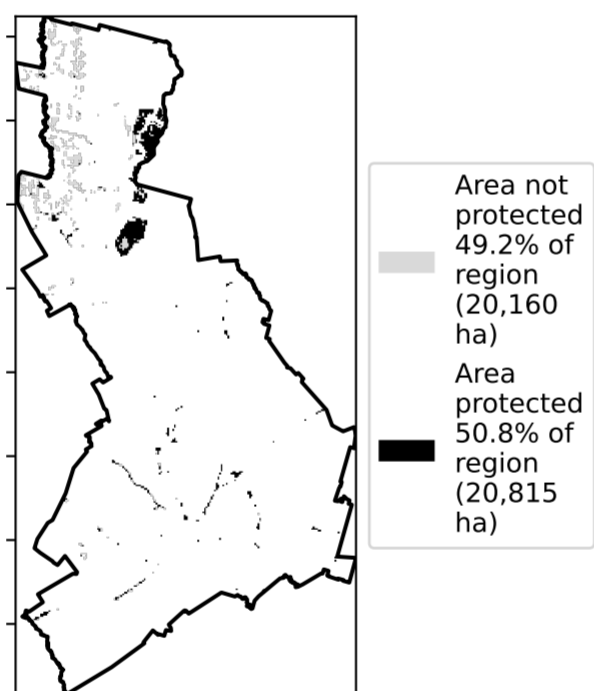 Area not
protected
49.2% of
region
(20,160
ha)
Area
protected
50.8% of
region
(20,815
ha)